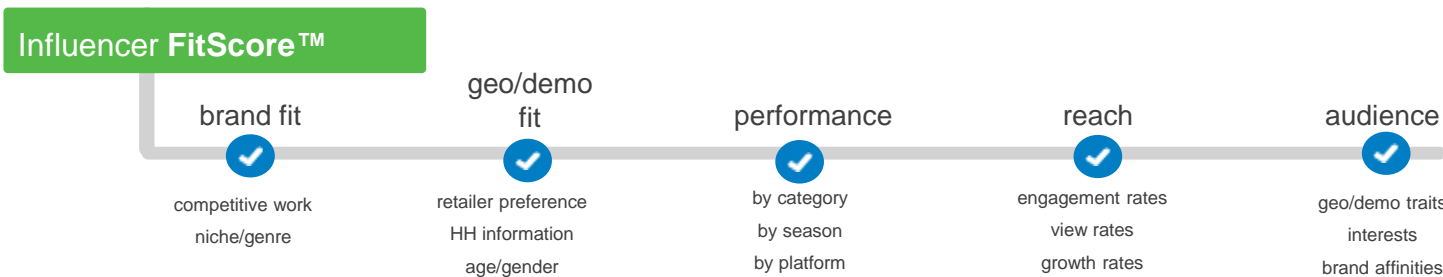 Influencer FitScore™
brand fit
competitive work
niche/genre
geo/demo
fit
retailer preference
HH information
age/gender
performance
by category
by season
by platform
reach
engagement rates
view rates
growth rates
audience
geo/demo traits
interests
brand affinities